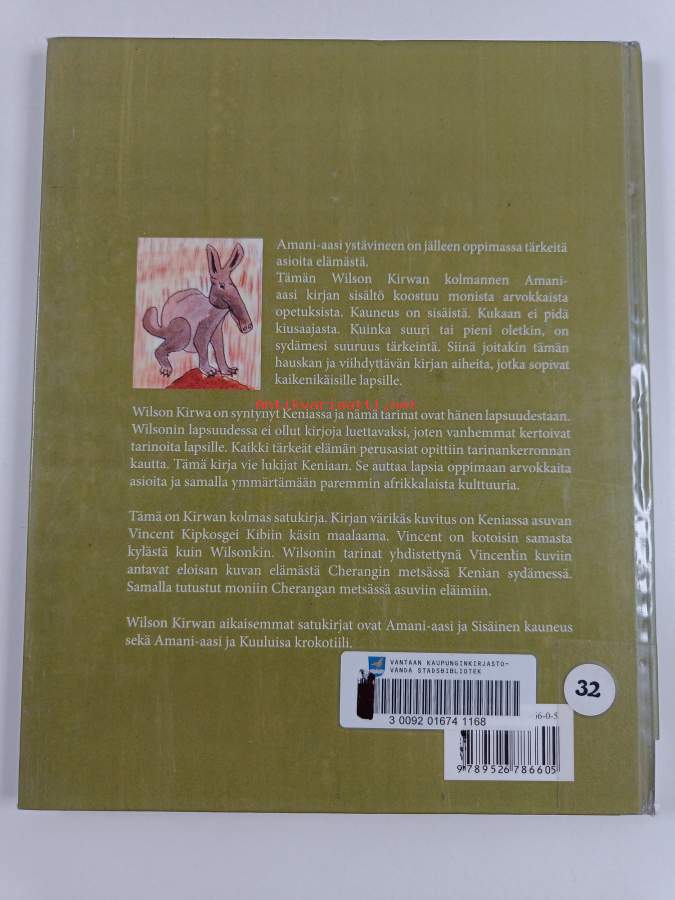 Amani-aasi ystävineen on jälleen oppimassa tärkeitä
asioita elämästä.
Tämän Wilson Kirwan kolmannen Amani-
aasi kirjan sisältö koostuu monista arvokkaista
opetuksista. Kauneus on sisäistä. Kukaan ei pidä
kiusaajasta. Kuinka suuri tai pieni oletkin, on
sydämesi suuruus tärkeintä. Siinä joitakin tämän
hauskan ja viihdyttävän kirjan aiheita, jotka sopivat
kaikenikäisille lapsille.
antikvariaatti.net
Wilson Kirwa on syntynyt Keniassa ja nämä tarinat ovat hänen lapsuudestaan.
Wilsonin lapsuudessa ei ollut kirjoja luettavaksi, joten vanhemmat kertoivat
tarinoita lapsille. Kaikki tärkeät elämän perusasiat opittiin tarinankerronnan
kautta. Tämä kirja vie lukijat Keniaan. Se auttaa lapsia oppimaan arvokkaita
asioita ja samalla ymmärtämään paremmin afrikkalaista kulttuuria.
Tämä on Kirwan kolmas satukirja. Kirjan värikäs kuvitus on Keniassa asuvan
Vincent Kipkosgei Kibiin käsin maalaama. Vincent on kotoisin samasta
kylästä kuin Wilsonkin. Wilsonin tarinat yhdistettynä Vincentin kuviin
antavat eloisan kuvan elämästä Cherangin metsässä Kenian sydämessä.
Samalla tutustut moniin Cherangan metsässä asuviin eläimiin.
Wilson Kirwan aikaisemmat satukirjat ovat Amani-aasi ja Sisäinen kauneus
sekä Amani-aasi ja Kuuluisa krokotiili.
VANTAAN KAUPUNGINKIRJASTO-
VANDA STADSBIBLIOTEK
3 0092 01674 1168
32
56-0-5
9 789526 786605